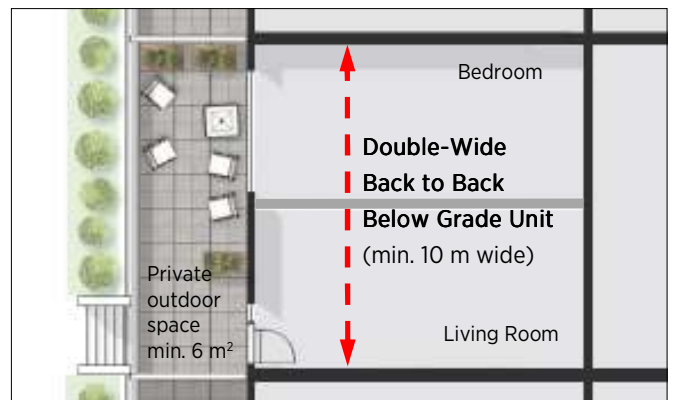 Bedroom
Double-Wide
Back to Back
Below Grade Unit
(min. 10 m wide)
Private
outdoor
space
min. 6 m²
Living Room